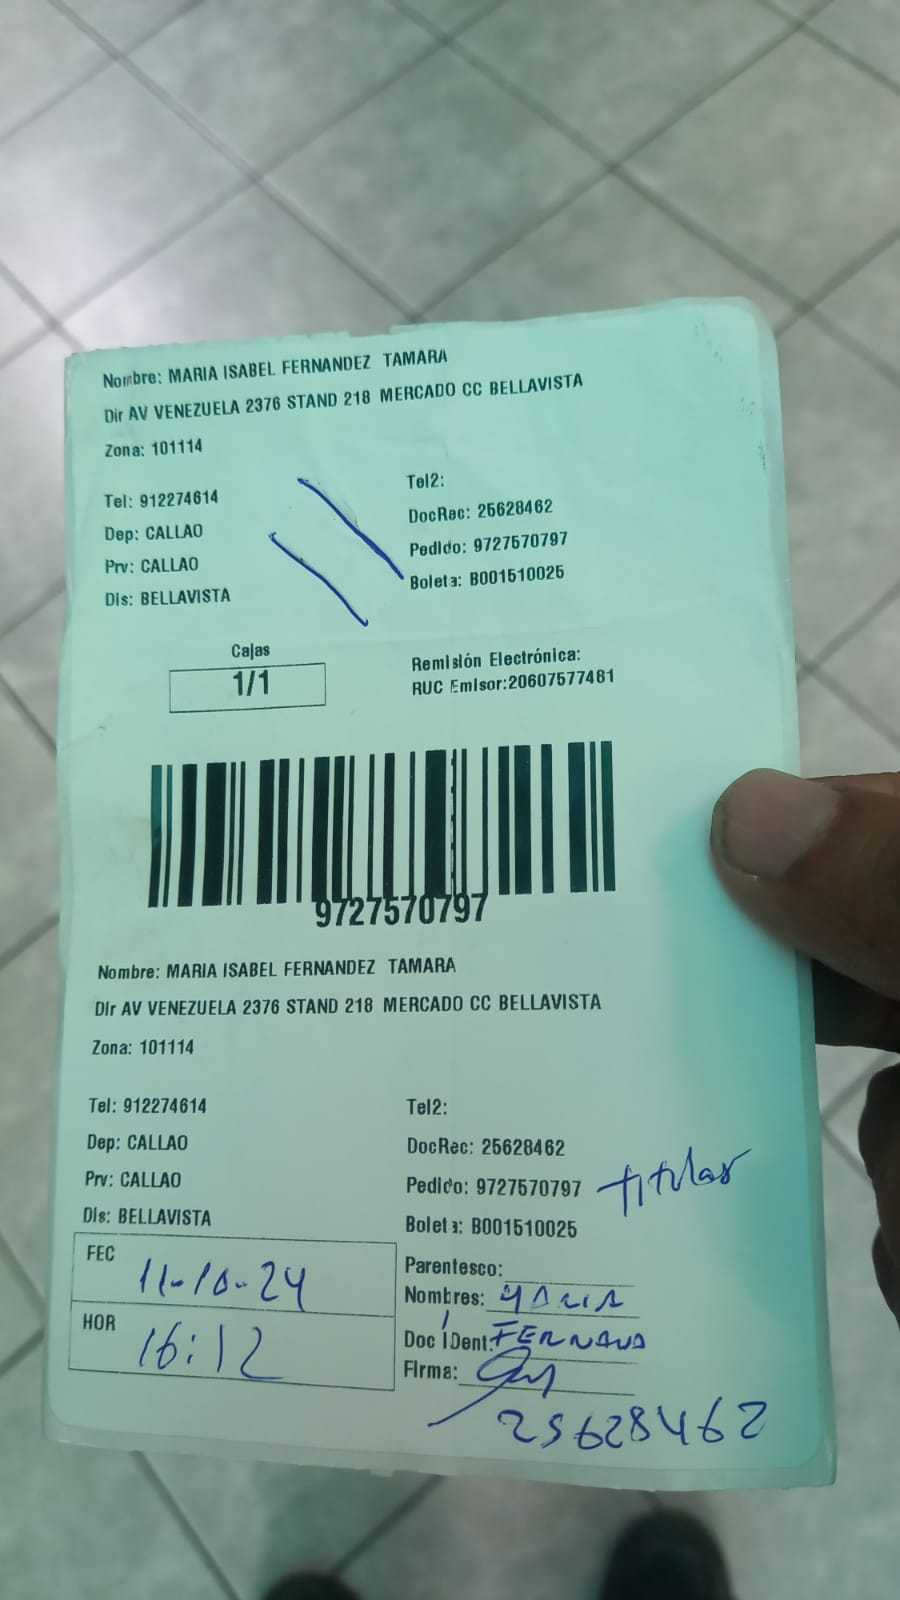 Nombre: MARIA ISABEL FERNANDEZ TAMARA
Dir AV VENEZUELA 2376 STAND 218 MERCADO CC BELLAVISTA
Zona: 101114
Tel: 912274614
Tel2:
Dep: CALLAO
DocRec: 25628462
Prv: CALLAO
Pedido: 9727570797
Dis: BELLAVISTA
Boleta: B001510025
Cajas
1/1
Remisión Electrónica:
RUC Emisor:20607577481
9727570797
Nombre: MARIA ISABEL FERNANDEZ TAMARA
Dir AV VENEZUELA 2376 STAND 218 MERCADO CC BELLAVISTA
Zona: 101114
Tel: 912274614
Tel2:
Dep: CALLAO
DocRec: 25628462
Prv: CALLAO
Pedido: 9727570797 titular
Dis: BELLAVISTA
Boleta: B001510025
FEC 11-10-24
Parentesco:
Nombres: MARIA
HOR 16:12
Doc IDent: FERNAND
Firma:
25628462